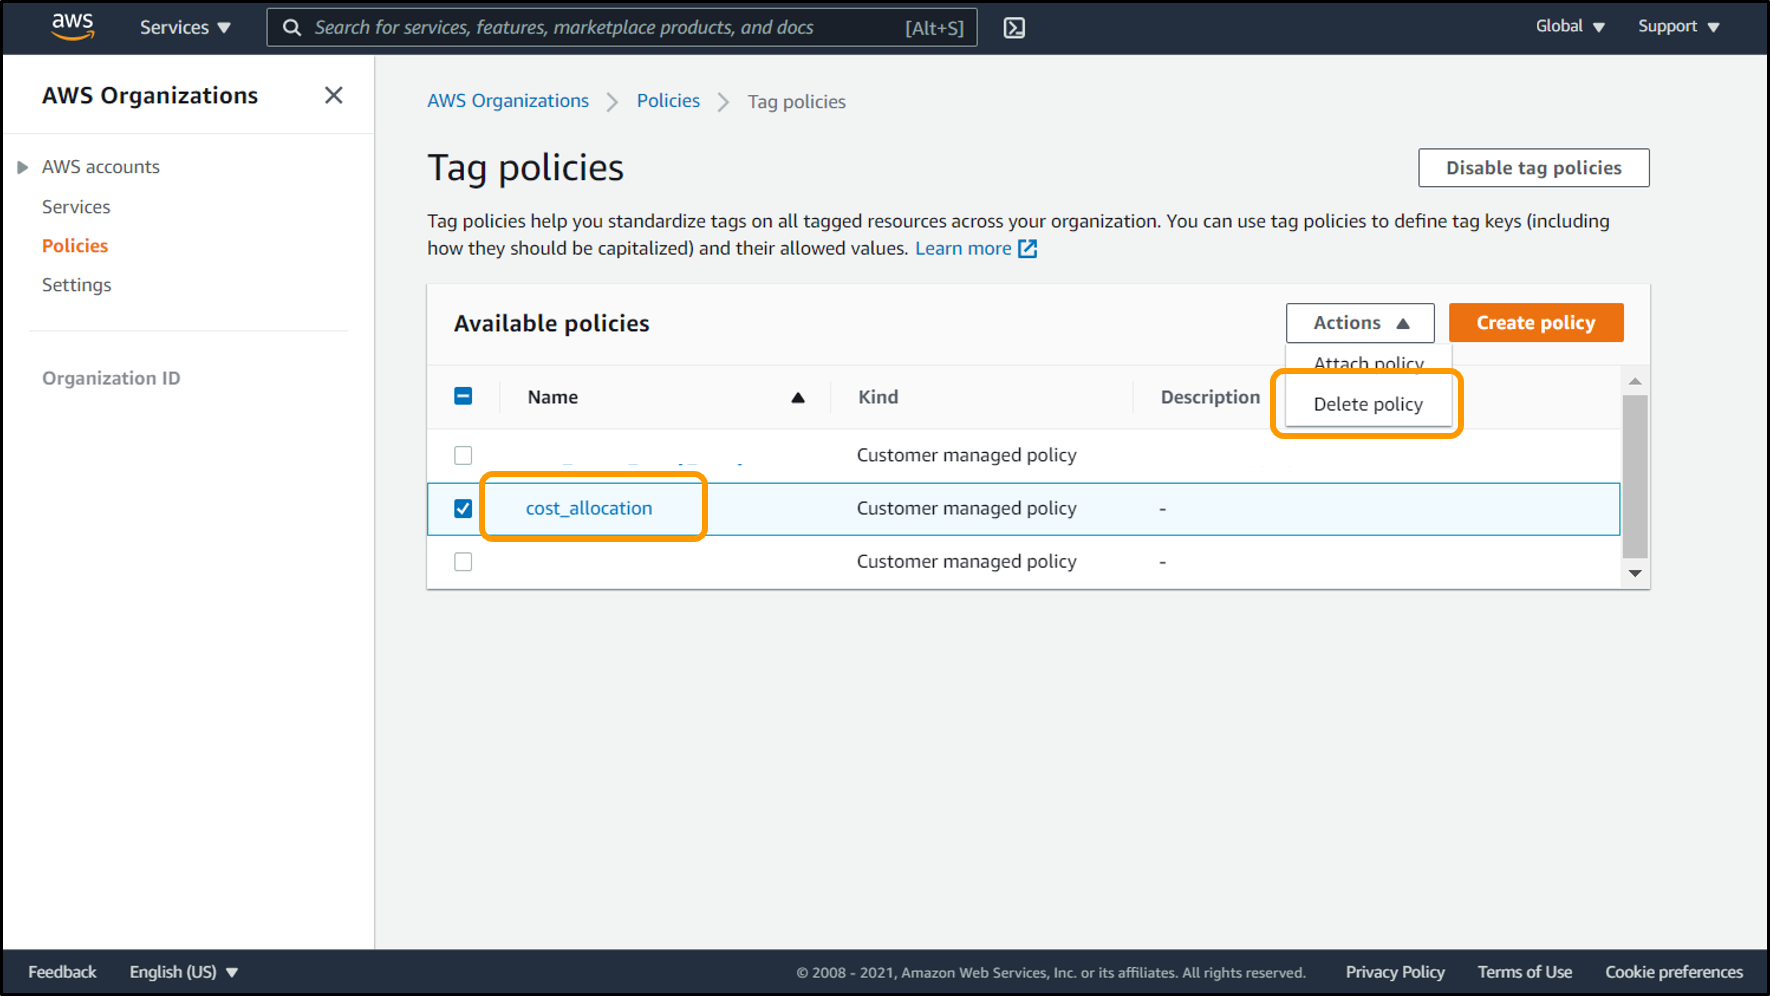 aws Services Search for services, features, marketplace products, and docs [Alt+S] Global Support
AWS Organizations
AWS accounts
Services
Policies
Settings
Organization ID
AWS Organizations Policies Tag policies
Tag policies Disable tag policies
Tag policies help you standardize tags on all tagged resources across your organization. You can use tag policies to define tag keys (including
how they should be capitalized) and their allowed values. Learn more
Available policies Actions Create policy
Attach policy
Delete policy
Name Kind Description
Customer managed policy
cost_allocation Customer managed policy -
Customer managed policy -
Feedback English (US) © 2008 - 2021, Amazon Web Services, Inc. or its affiliates. All rights reserved. Privacy Policy Terms of Use Cookie preferences